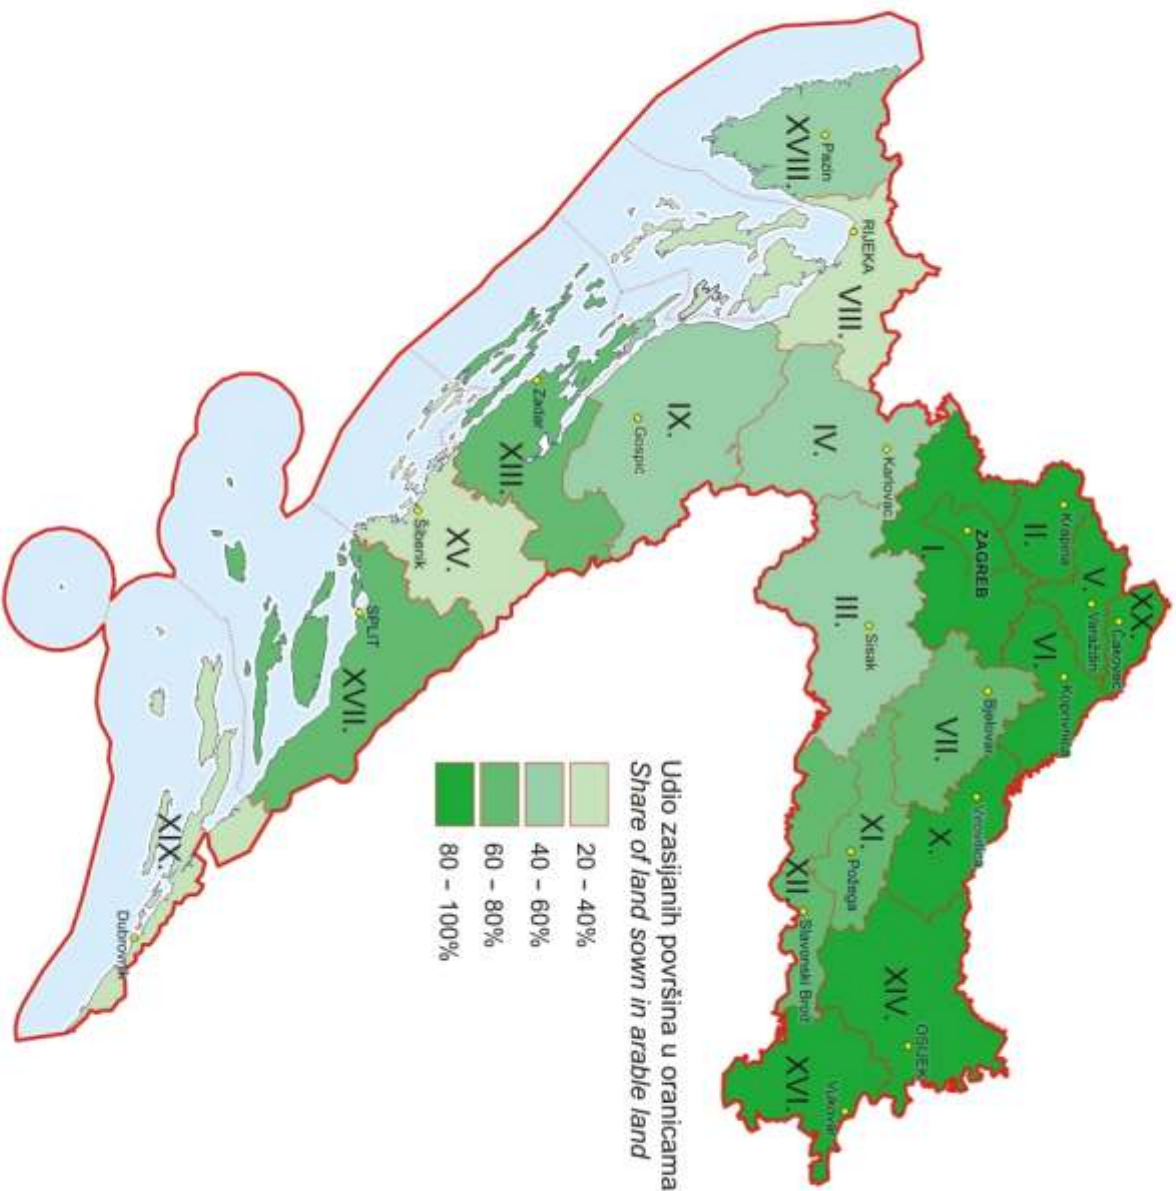 XX.
Čakovec
V.
Varaždin
Krapina
II.
VI.
Koprivnica
ZAGREB
I.
Bjelovar
VII.
Virovitica
X.
Karlovac
IV.
Sisak
III.
Požega
XI.
XIV.
OSIJEK
XII.
Slavonski Brod
Vukovar
XVI.
RIJEKA
VIII.
Pazin
XVIII.
IX.
Gospić
Zadar
XIII.
XV.
Šibenik
SPLIT
XVII.
XIX.
Dubrovnik
Udio zasijanih površina u oranicama
Share of land sown in arable land
20 – 40%
40 – 60%
60 – 80%
80 – 100%